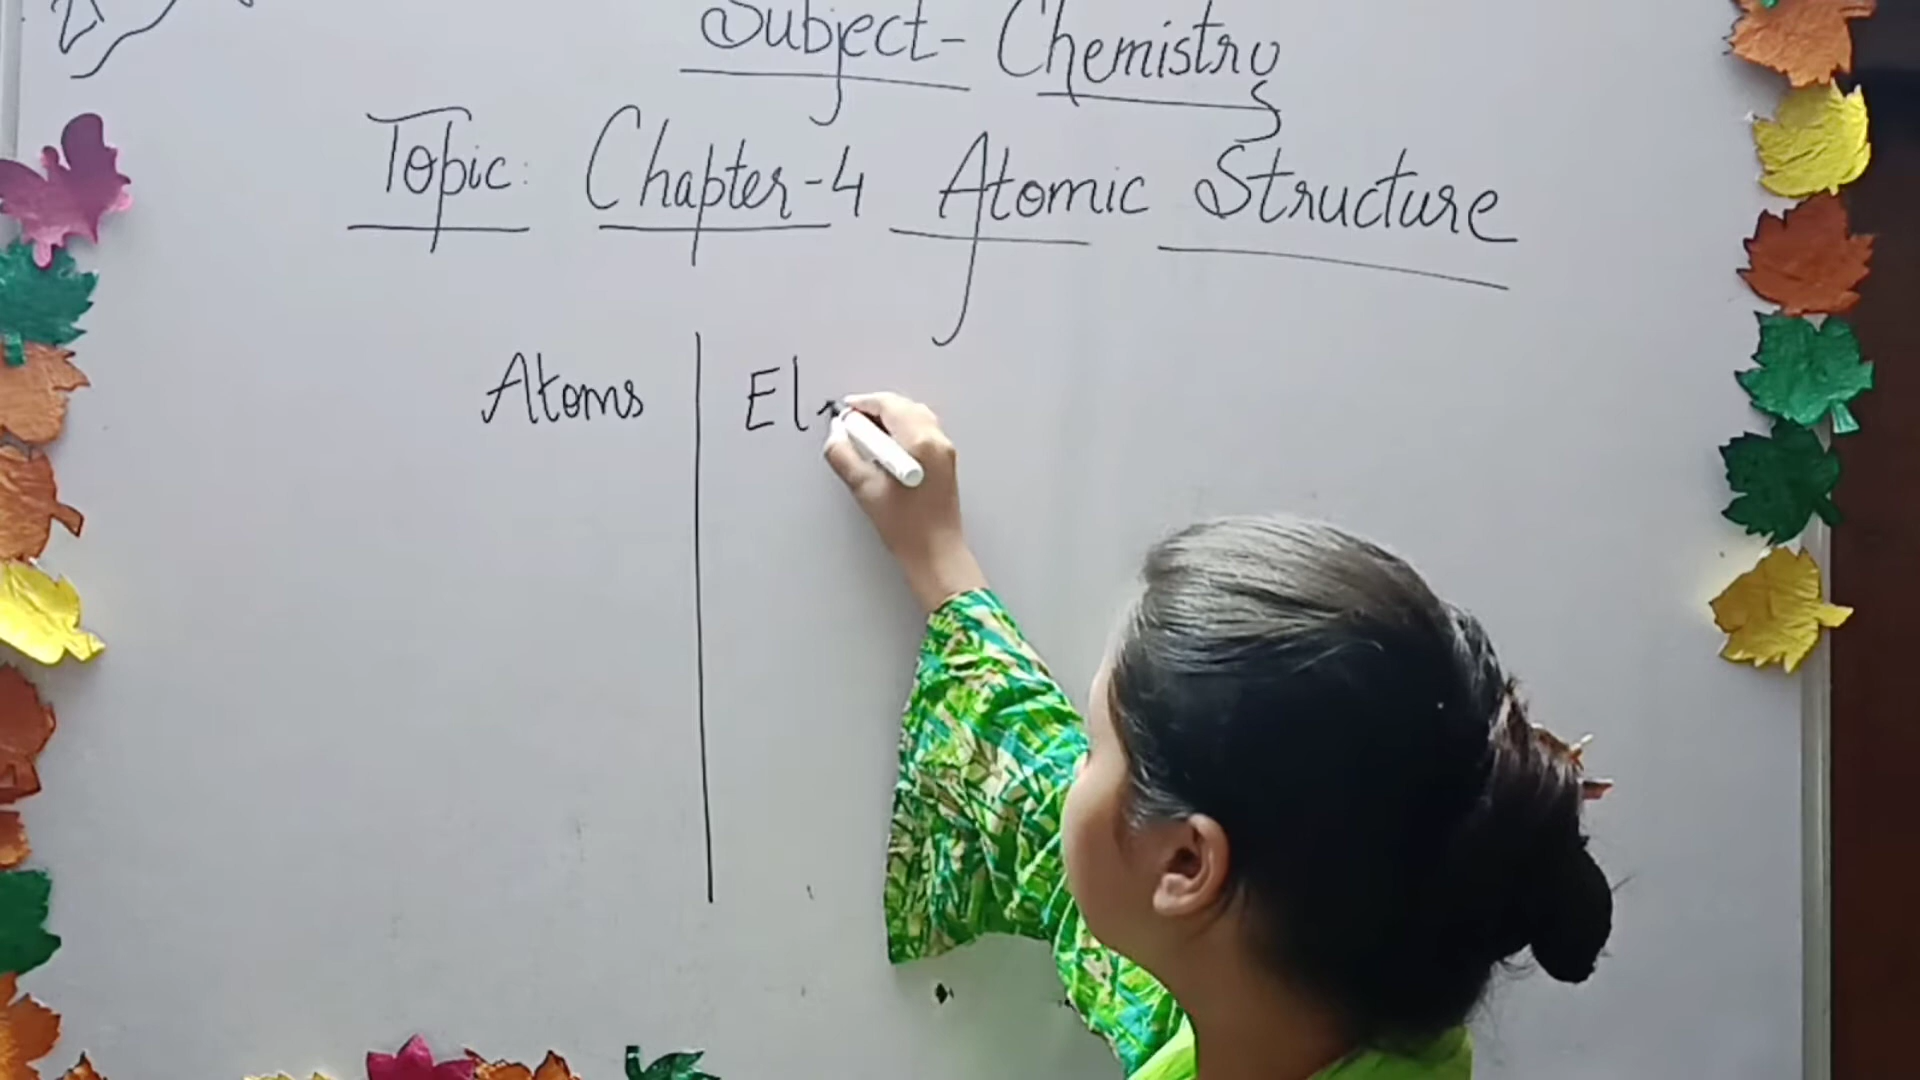 Subject- Chemistry
Topic: Chapter-4 Atomic Structure
Atoms | El